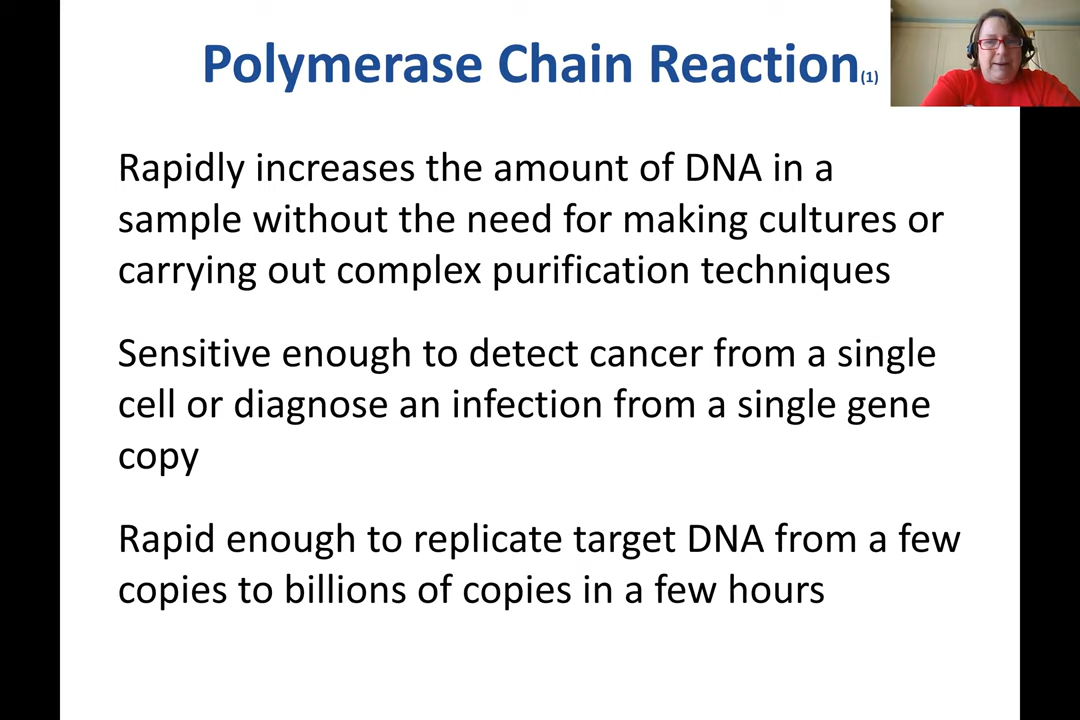 Polymerase Chain Reaction(1)
Rapidly increases the amount of DNA in a
sample without the need for making cultures or
carrying out complex purification techniques
Sensitive enough to detect cancer from a single
cell or diagnose an infection from a single gene
copy
Rapid enough to replicate target DNA from a few
copies to billions of copies in a few hours